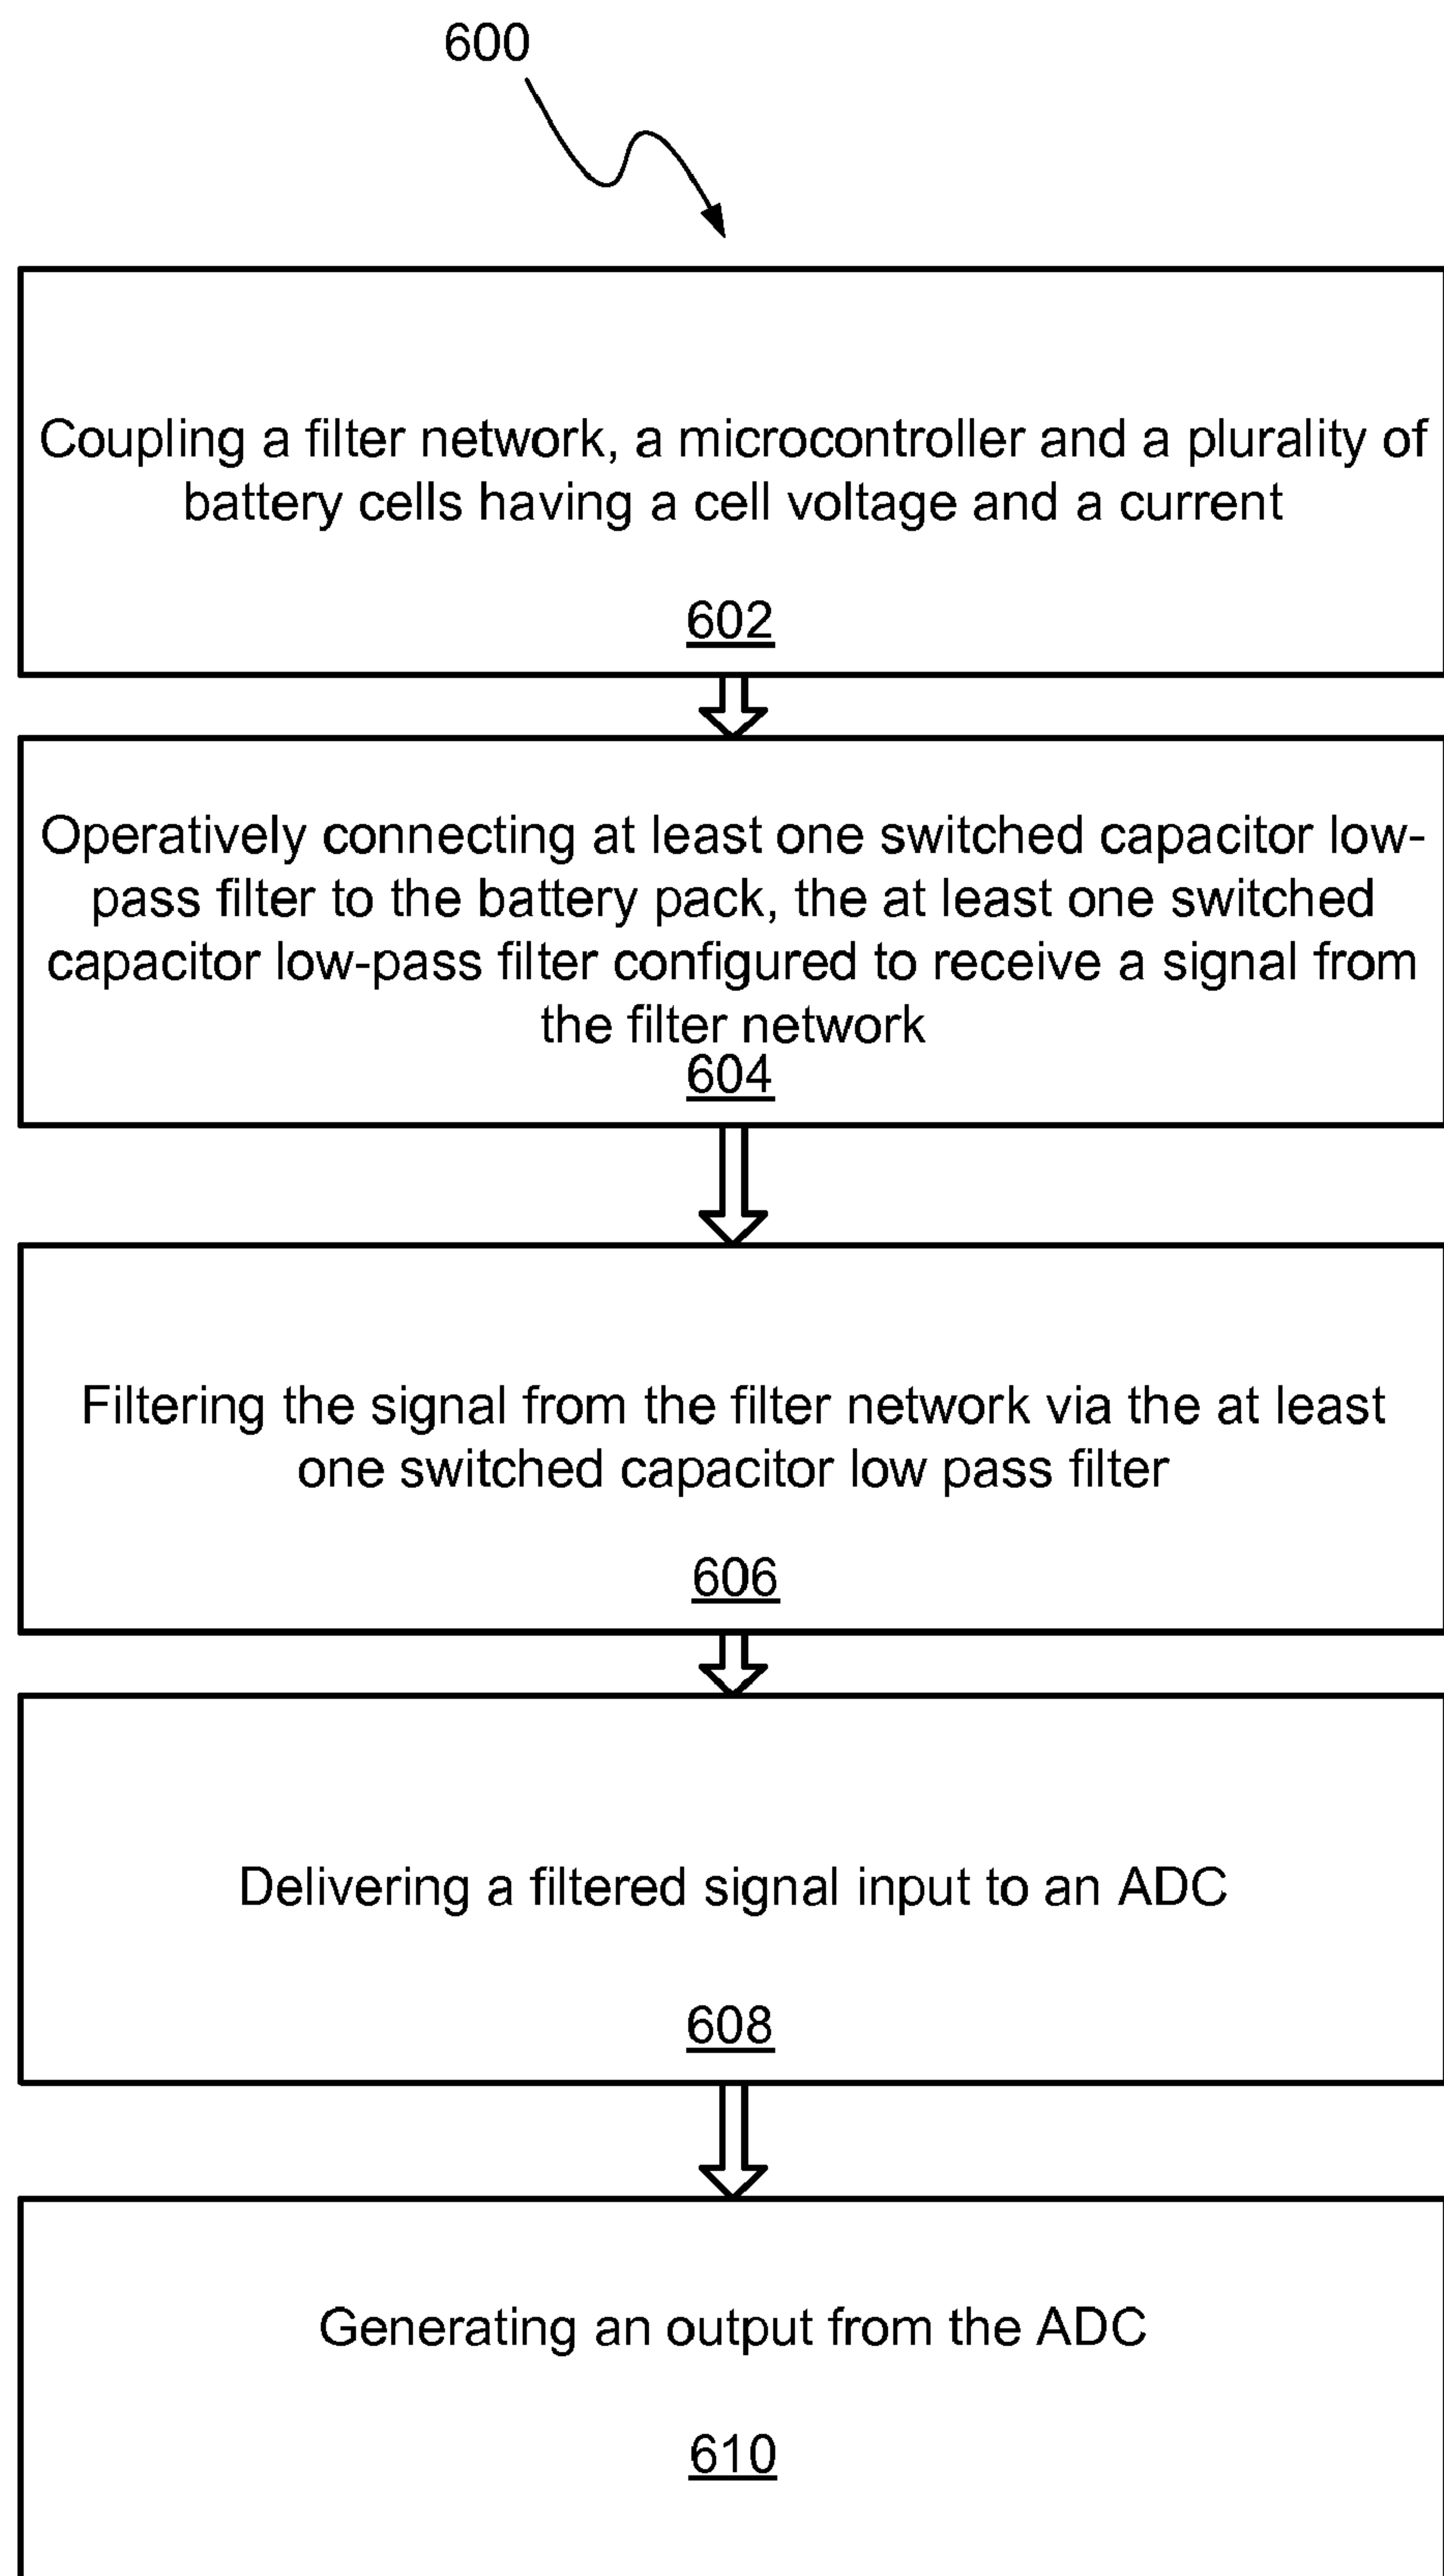 600
Coupling a filter network, a microcontroller and a plurality of
battery cells having a cell voltage and a current
602
Operatively connecting at least one switched capacitor low-
pass filter to the battery pack, the at least one switched
capacitor low-pass filter configured to receive a signal from
the filter network
604
Filtering the signal from the filter network via the at least
one switched capacitor low pass filter
606
Delivering a filtered signal input to an ADC
608
Generating an output from the ADC
610